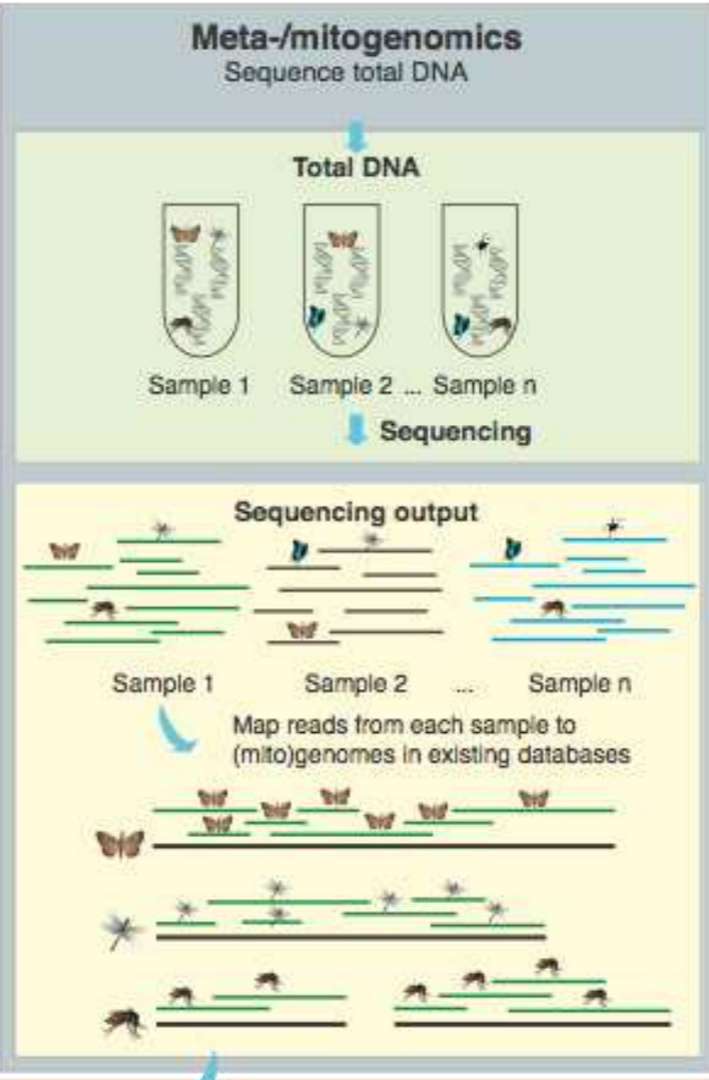 Meta-/mitogenomics
Sequence total DNA
Total DNA
Sample 1 Sample 2 ... Sample n
Sequencing
Sequencing output
Sample 1 Sample 2 ... Sample n
Map reads from each sample to
(mito)genomes in existing databases